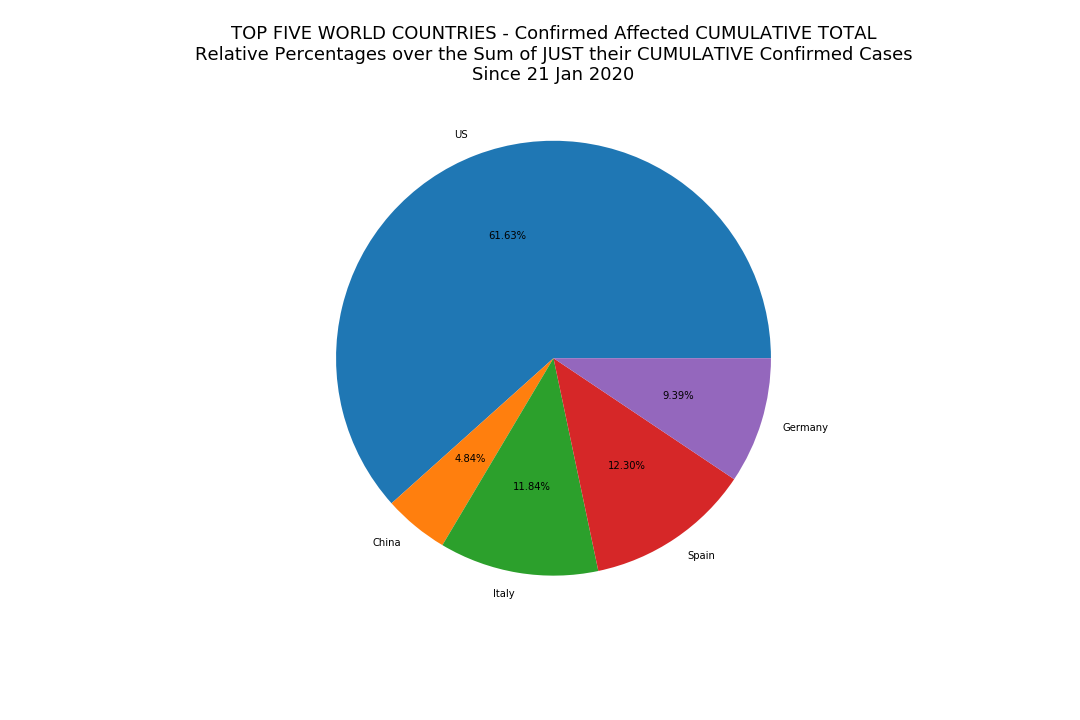 TOP FIVE WORLD COUNTRIES - Confirmed Affected CUMULATIVE TOTAL
Relative Percentages over the Sum of JUST their CUMULATIVE Confirmed Cases
Since 21 Jan 2020
US
61.63%
9.39%
Germany
4.84%
12.30%
11.84%
China
Spain
Italy